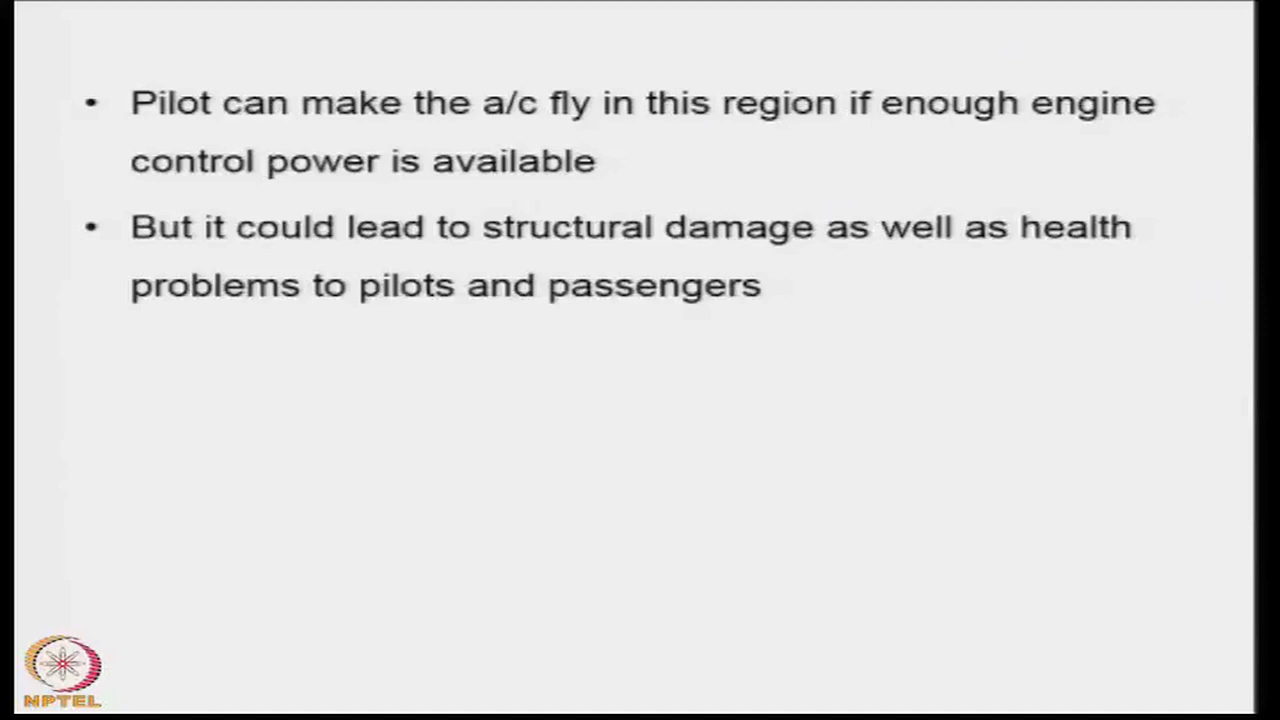 • Pilot can make the a/c fly in this region if enough engine
control power is available
• But it could lead to structural damage as well as health
problems to pilots and passengers
NPTEL